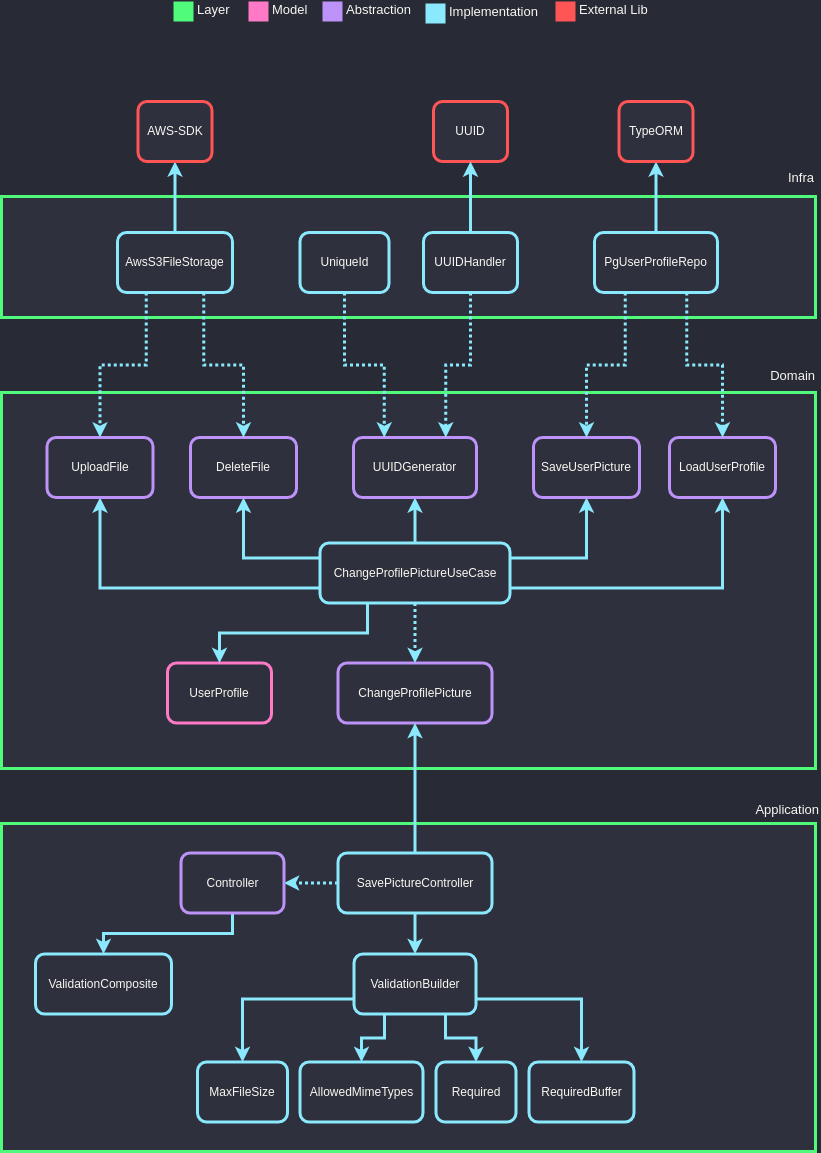 Layer
Model
Abstraction
Implementation
External Lib
AWS-SDK
UUID
TypeORM
Infra
AwsS3FileStorage
UniqueId
UUIDHandler
PgUserProfileRepo
Domain
UploadFile
DeleteFile
UUIDGenerator
SaveUserPicture
LoadUserProfile
ChangeProfilePictureUseCase
UserProfile
ChangeProfilePicture
Application
Controller
SavePictureController
ValidationComposite
ValidationBuilder
MaxFileSize
AllowedMimeTypes
Required
RequiredBuffer